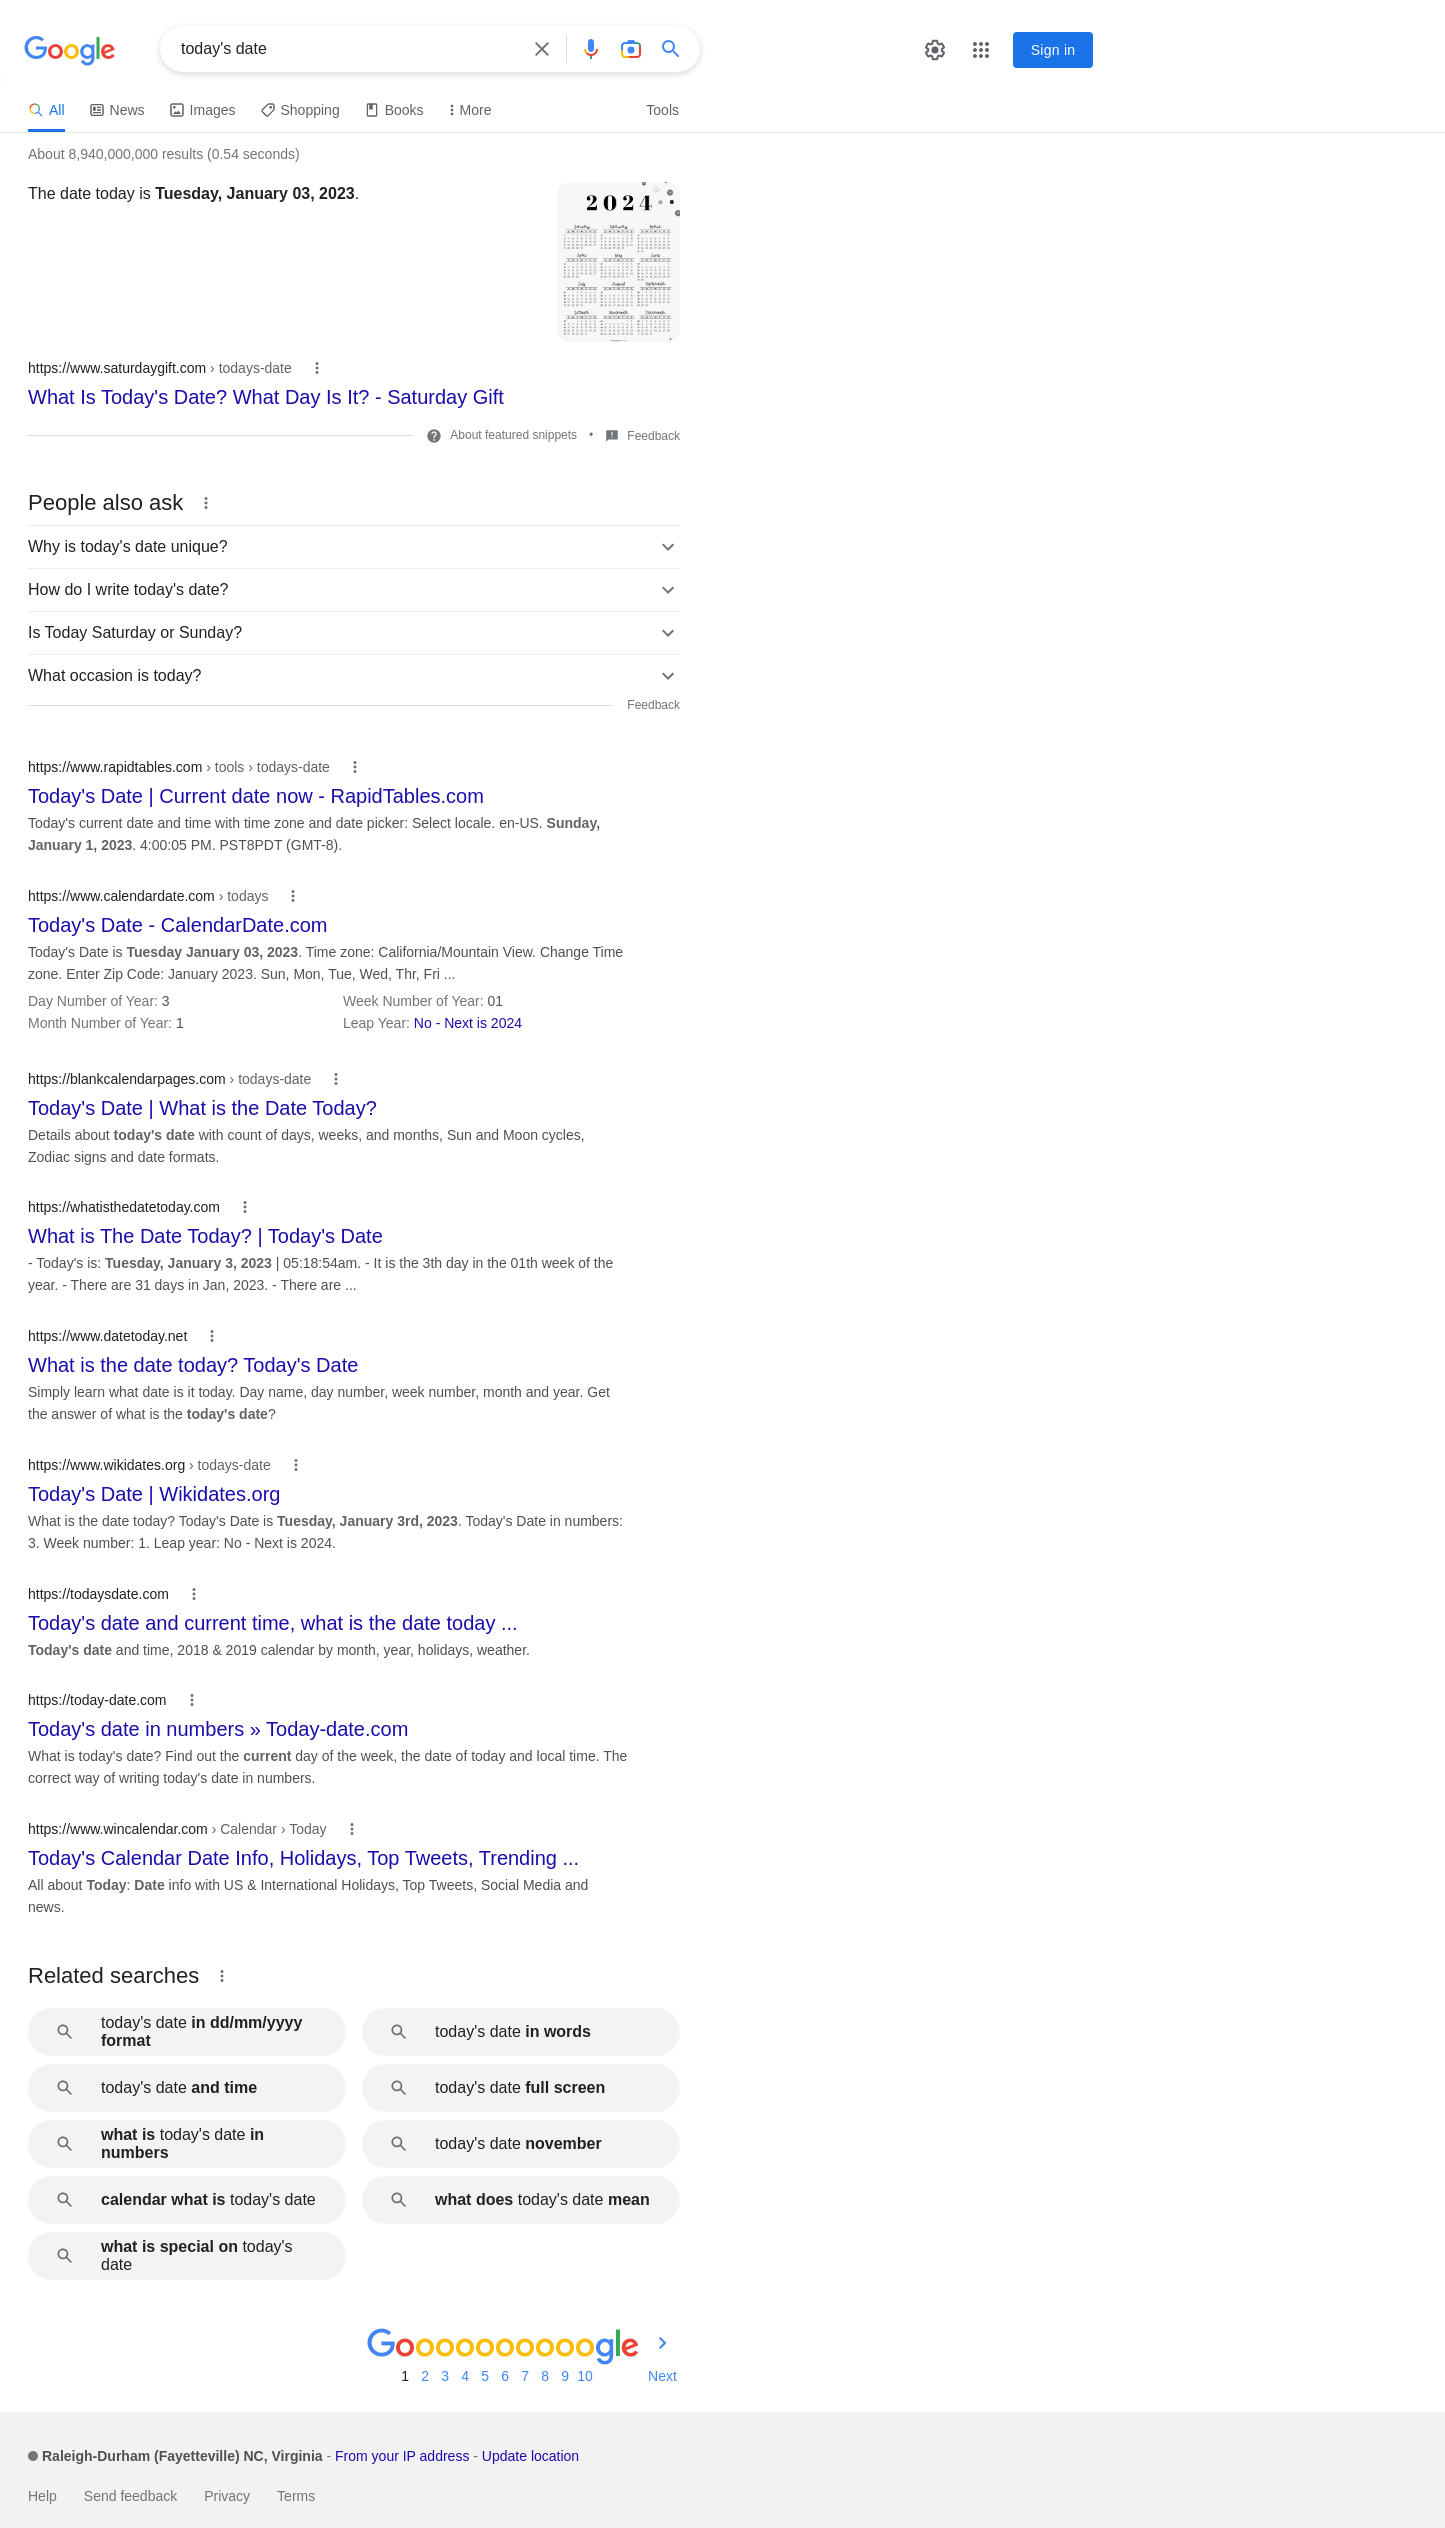 Google
today's date
Sign in
All
News
Images
Shopping
Books
More
Tools
About 8,940,000,000 results (0.54 seconds)
The date today is Tuesday, January 03, 2023.
2024
https://www.saturdaygift.com › todays-date
What Is Today's Date? What Day Is It? - Saturday Gift
About featured snippets • Feedback
People also ask
Why is today's date unique?
How do I write today's date?
Is Today Saturday or Sunday?
What occasion is today?
Feedback
https://www.rapidtables.com › tools › todays-date
Today's Date | Current date now - RapidTables.com
Today's current date and time with time zone and date picker: Select locale. en-US. Sunday,
January 1, 2023. 4:00:05 PM. PST8PDT (GMT-8).
https://www.calendardate.com › todays
Today's Date - CalendarDate.com
Today's Date is Tuesday January 03, 2023. Time zone: California/Mountain View. Change Time
zone. Enter Zip Code: January 2023. Sun, Mon, Tue, Wed, Thr, Fri ...
Day Number of Year: 3
Week Number of Year: 01
Month Number of Year: 1
Leap Year: No - Next is 2024
https://blankcalendarpages.com › todays-date
Today's Date | What is the Date Today?
Details about today's date with count of days, weeks, and months, Sun and Moon cycles,
Zodiac signs and date formats.
https://whatisthedatetoday.com
What is The Date Today? | Today's Date
- Today's is: Tuesday, January 3, 2023 | 05:18:54am. - It is the 3th day in the 01th week of the
year. - There are 31 days in Jan, 2023. - There are ...
https://www.datetoday.net
What is the date today? Today's Date
Simply learn what date is it today. Day name, day number, week number, month and year. Get
the answer of what is the today's date?
https://www.wikidates.org › todays-date
Today's Date | Wikidates.org
What is the date today? Today's Date is Tuesday, January 3rd, 2023. Today's Date in numbers:
3. Week number: 1. Leap year: No - Next is 2024.
https://todaysdate.com
Today's date and current time, what is the date today ...
Today's date and time, 2018 & 2019 calendar by month, year, holidays, weather.
https://today-date.com
Today's date in numbers » Today-date.com
What is today's date? Find out the current day of the week, the date of today and local time. The
correct way of writing today's date in numbers.
https://www.wincalendar.com › Calendar › Today
Today's Calendar Date Info, Holidays, Top Tweets, Trending ...
All about Today: Date info with US & International Holidays, Top Tweets, Social Media and
news.
Related searches
today's date in dd/mm/yyyy
format
today's date in words
today's date and time
today's date full screen
what is today's date in
numbers
today's date november
calendar what is today's date
what does today's date mean
what is special on today's
date
Goooooooooogle
1 2 3 4 5 6 7 8 9 10 Next
Raleigh-Durham (Fayetteville) NC, Virginia - From your IP address - Update location
Help Send feedback Privacy Terms